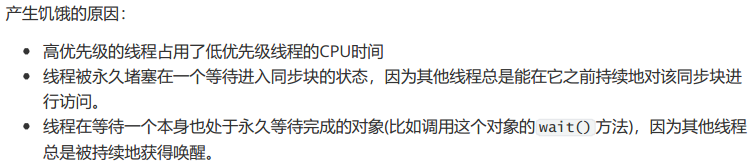 产生饥饿的原因：
• 高优先级的线程占用了低优先级线程的CPU时间
• 线程被永久堵塞在一个等待进入同步块的状态，因为其他线程总是能在它之前持续地对该同步块进
行访问。
• 线程在等待一个本身也处于永久等待完成的对象(比如调用这个对象的wait()方法)，因为其他线程
总是被持续地获得唤醒。